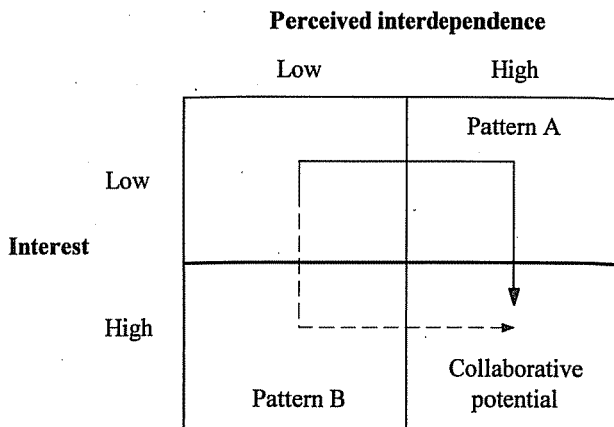 Perceived interdependence
Low
High
Pattern A
Low
Interest
High
Collaborative
potential
Pattern B